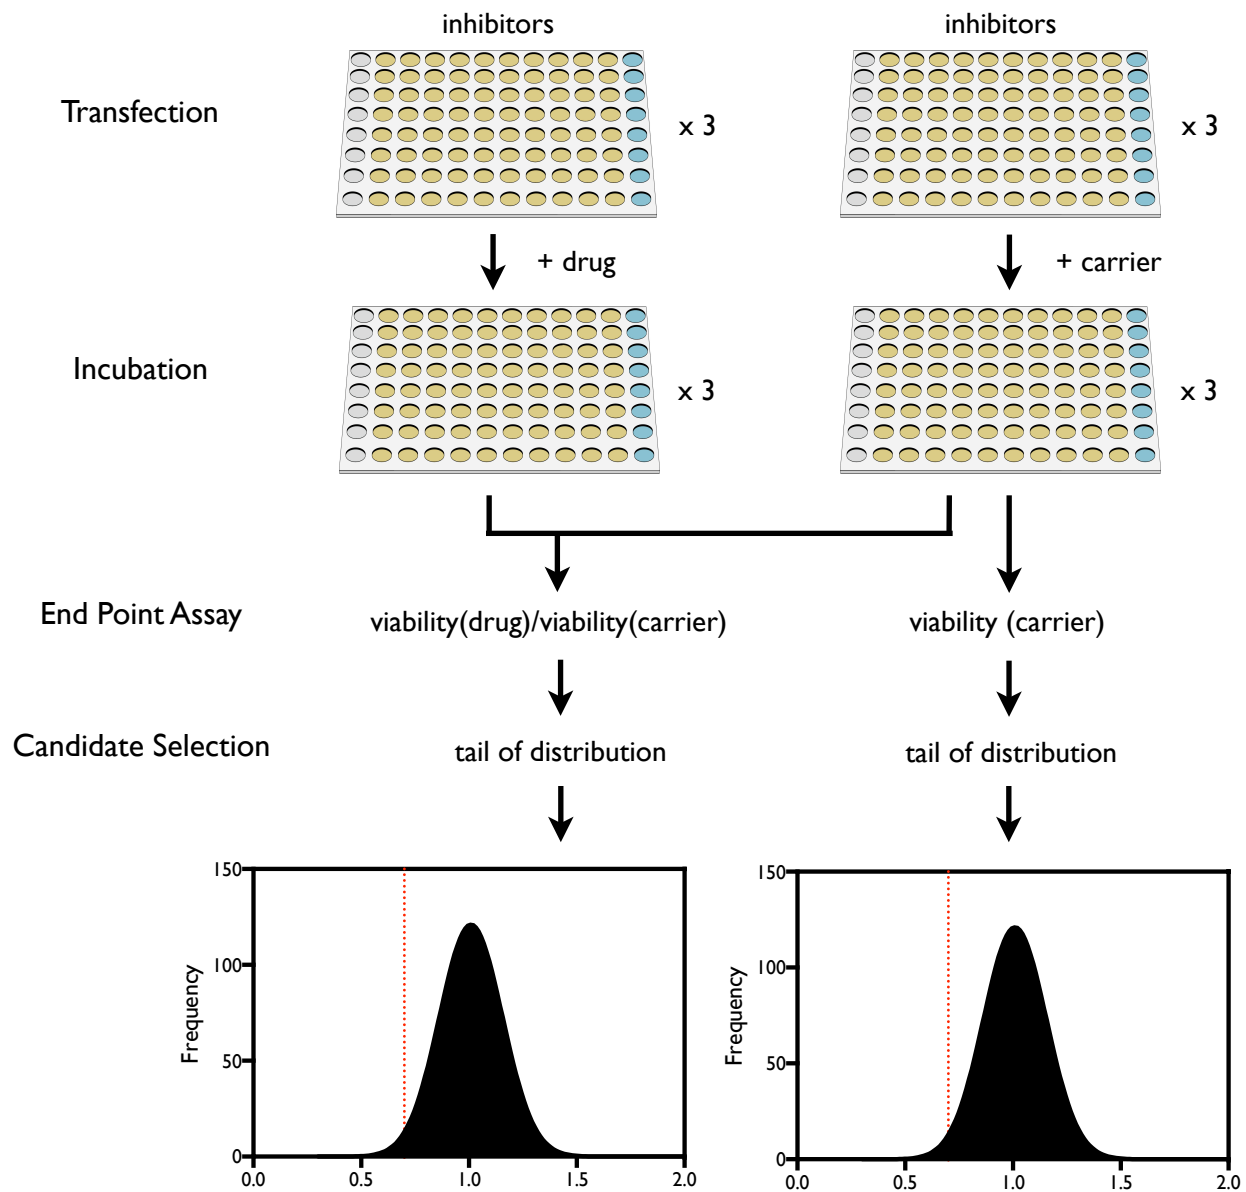 inhibitors
inhibitors
Transfection
x 3
x 3
+ drug
+ carrier
Incubation
x 3
x 3
End Point Assay
viability(drug)/viability(carrier)
viability (carrier)
Candidate Selection
tail of distribution
tail of distribution
150
100
50
0
Frequency
0.0 0.5 1.0 1.5 2.0
150
100
50
0
Frequency
0.0 0.5 1.0 1.5 2.0